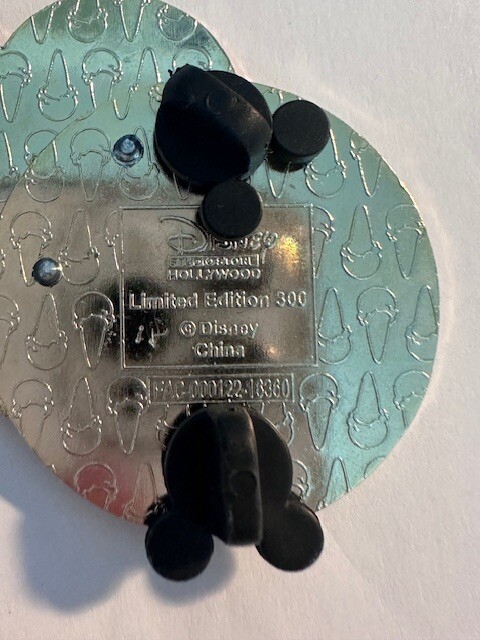 Disney
STUDIO STORE
HOLLYWOOD
Limited Edition 300
© Disney
China
FAC-000122-16360